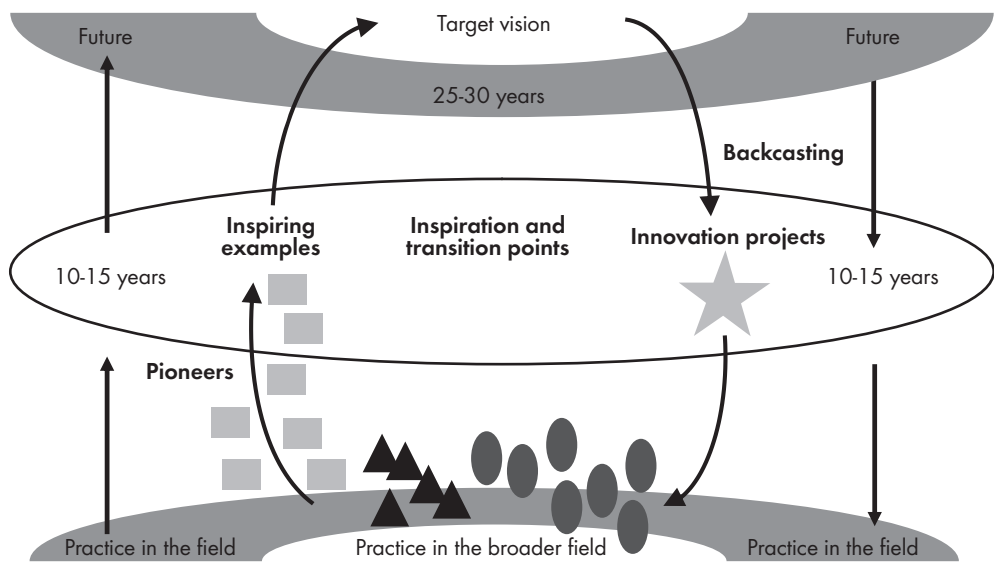 Target vision
Future
Future
25-30 years
Backcasting
Inspiring
examples
Inspiration and
transition points
Innovation projects
10-15 years
10-15 years
Pioneers
Practice in the field
Practice in the broader field
Practice in the field